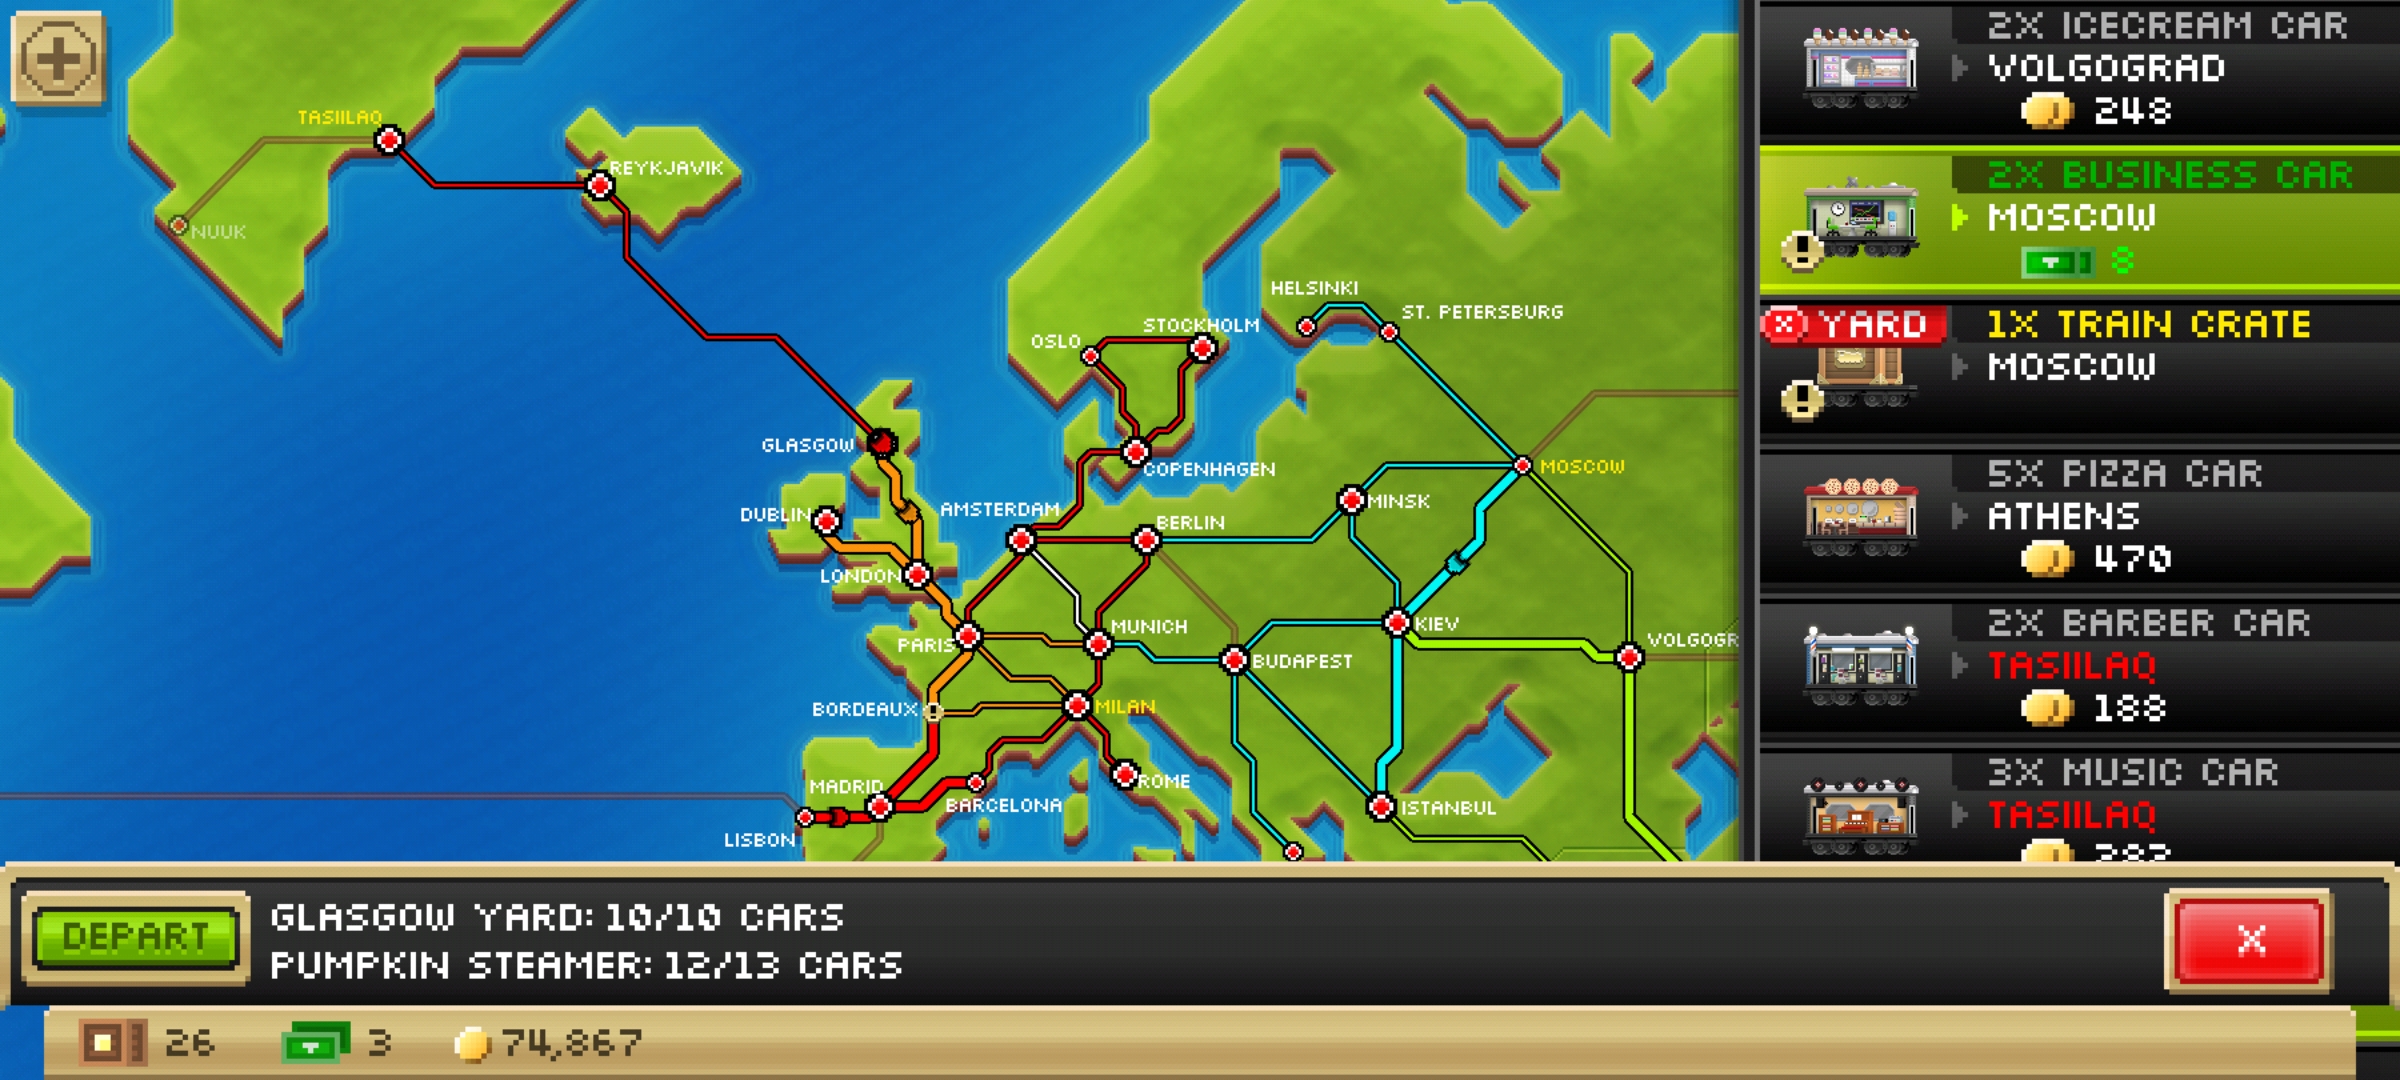 TASIILAQ
REYKJAVIK
NUUK
HELSINKI
ST. PETERSBURG
STOCKHOLM
OSLO
GLASGOW
COPENHAGEN
MOSCOW
DUBLIN
AMSTERDAM
MINSK
BERLIN
LONDON
PARIS
MUNICH
KIEV
VOLGOGR
BUDAPEST
BORDEAUX
MILAN
MADRID
ROME
BARCELONA
ISTANBUL
LISBON
2X ICECREAM CAR
VOLGOGRAD
248
2X BUSINESS CAR
MOSCOW
8
YARD
1X TRAIN CRATE
MOSCOW
5X PIZZA CAR
ATHENS
470
2X BARBER CAR
TASIILAQ
188
3X MUSIC CAR
TASIILAQ
DEPART
GLASGOW YARD: 10/10 CARS
PUMPKIN STEAMER: 12/13 CARS
X
26
3
74,867